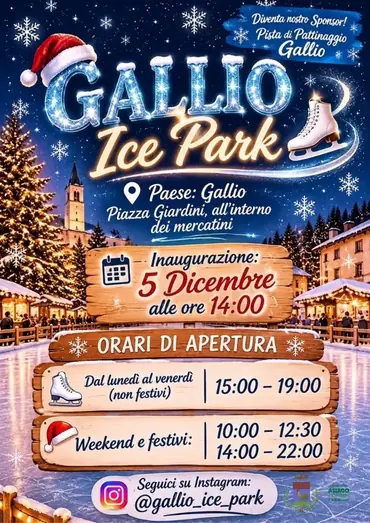 Diventa nostro Sponsor!
Pista di Pattinaggio
Gallio
GALLIO
Ice Park
Paese: Gallio
Piazza Giardini, all'interno
dei mercatini
Inaugurazione:
5 Dicembre
alle ore 14:00
ORARI DI APERTURA
Dal lunedì al venerdì
(non festivi)
15:00 – 19:00
Weekend e festivi:
10:00 – 12:30
14:00 – 22:00
Seguici su Instagram:
@gallio_ice_park
ASIAGO